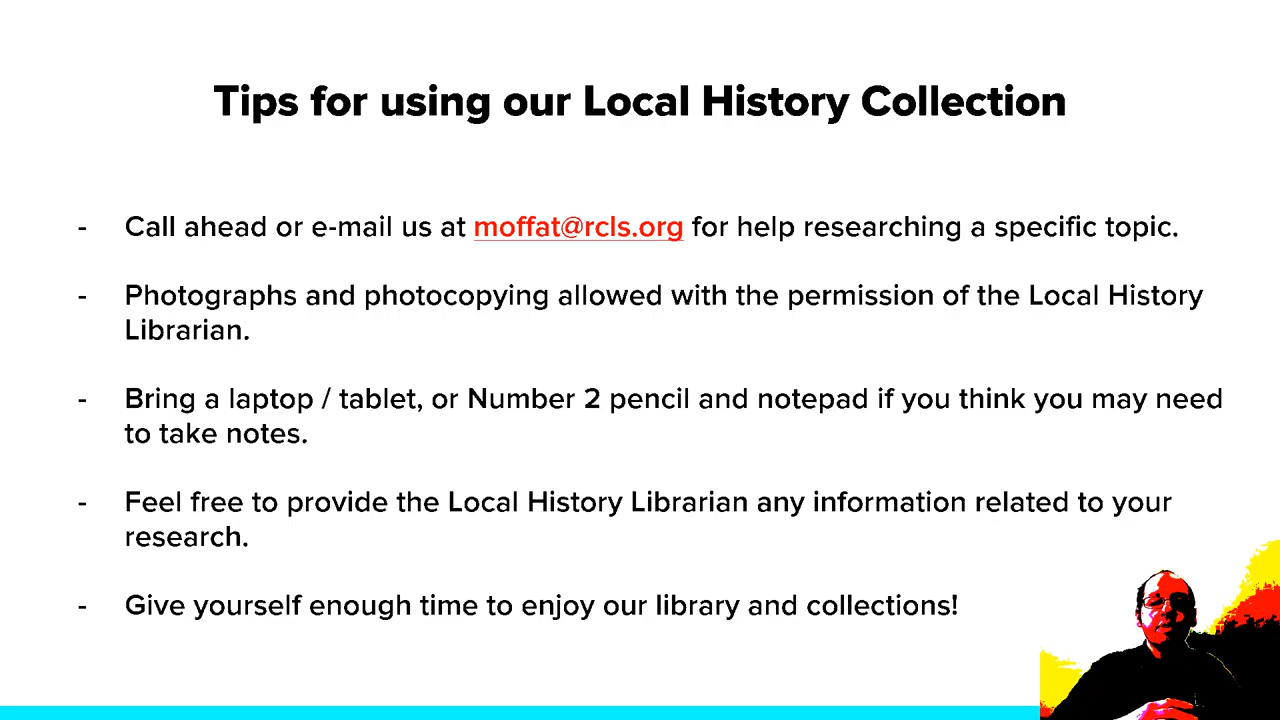 Tips for using our Local History Collection
- Call ahead or e-mail us at moffat@rcls.org for help researching a specific topic.
- Photographs and photocopying allowed with the permission of the Local History
Librarian.
- Bring a laptop / tablet, or Number 2 pencil and notepad if you think you may need
to take notes.
- Feel free to provide the Local History Librarian any information related to your
research.
- Give yourself enough time to enjoy our library and collections!